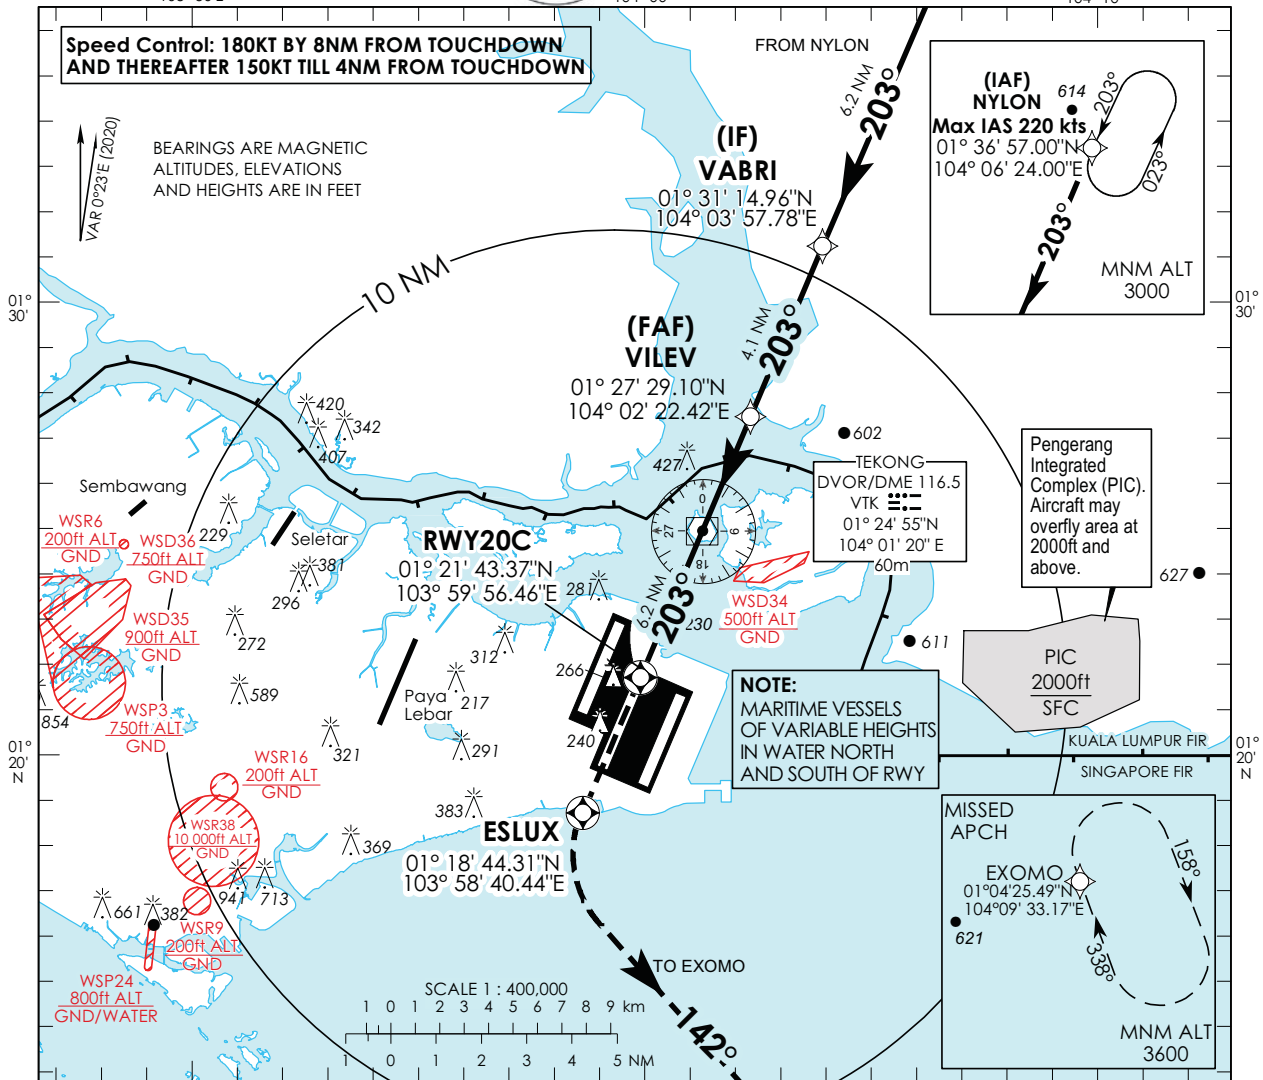 Speed Control: 180KT BY 8NM FROM TOUCHDOWN
AND THEREAFTER 150KT TILL 4NM FROM TOUCHDOWN
FROM NYLON
VAR 0°23'E (2020)
BEARINGS ARE MAGNETIC
ALTITUDES, ELEVATIONS
AND HEIGHTS ARE IN FEET
6.2 NM
203°
(IF)
VABRI
01° 31' 14.96"N
104° 03' 57.78"E
(IAF)
NYLON
Max IAS 220 kts
01° 36' 57.00"N
104° 06' 24.00"E
614
203°
023°
203°
MNM ALT
3000
10 NM
01°
30'
01°
30'
4.1 NM
203°
(FAF)
VILEV
01° 27' 29.10"N
104° 02' 22.42"E
420
342
407
427
602
TEKONG
DVOR/DME 116.5
VTK
01° 24' 55"N
104° 01' 20" E
60m
0
9
18
27
Pengerang
Integrated
Complex (PIC).
Aircraft may
overfly area at
2000ft and
above.
627
611
PIC
2000ft
SFC
Sembawang
229
Seletar
381
296
272
589
WSR6
200ft ALT
GND
WSD36
750ft ALT
GND
WSD35
900ft ALT
GND
WSP3
750ft ALT
GND
854
RWY20C
01° 21' 43.37"N
103° 59' 56.46"E
281
6.2 NM
203°
230
WSD34
500ft ALT
GND
312
266
217
Paya
Lebar
291
240
321
NOTE:
MARITIME VESSELS
OF VARIABLE HEIGHTS
IN WATER NORTH
AND SOUTH OF RWY
KUALA LUMPUR FIR
SINGAPORE FIR
01°
20'
N
01°
20'
N
WSR16
200ft ALT
GND
WSR38
10 000ft ALT
GND
383
369
941
713
661
382
WSR9
200ft ALT
GND
WSP24
800ft ALT
GND/WATER
ESLUX
01° 18' 44.31"N
103° 58' 40.44"E
TO EXOMO
142°
MISSED
APCH
EXOMO
01°04'25.49"N
104°09' 33.17"E
158°
338°
621
MNM ALT
3600
SCALE 1 : 400,000
1 0 1 2 3 4 5 6 7 8 9 km
1 0 1 2 3 4 5 NM